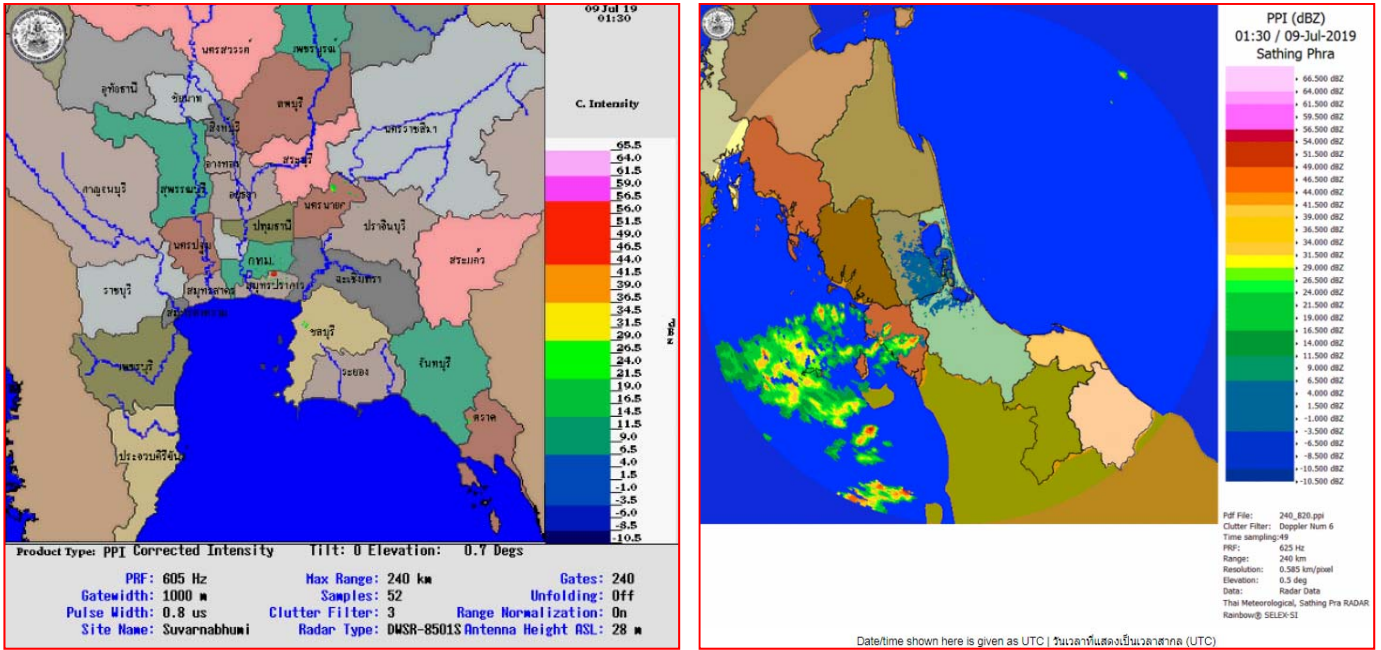 09 Jul 19
01:30
นครสวรรค์
เพชรบูรณ์
อุทัยธานี
ชัยนาท
ลพบุรี
สิงหบุรี
นครราชสีมา
อ่างทอง
สระบุรี
กาญจนบุรี
สุพรรณบุรี
อยุธยา
นครนายก
ปราจีนบุรี
ปทุมธานี
นครปฐม
สระแก้ว
กทม.
ฉะเชิงเทรา
ราชบุรี
สมุทรสาคร
สมุทรปราการ
สมุทรสงคราม
ชลบุรี
เพชรบุรี
ระยอง
จันทบุรี
ตราด
ประจวบคีรีขันธ์
C. Intensity
65.5
64.0
61.5
59.0
56.5
56.0
51.5
49.0
46.5
44.0
41.5
39.0
36.5
34.5
31.5
29.0
26.5
24.0
21.5
19.0
16.5
14.5
11.5
9.0
6.5
4.0
1.5
-1.0
-3.5
-6.0
-8.5
-10.5
Product Type: PPI Corrected Intensity Tilt: 0 Elevation: 0.7 Degs
PRF: 605 Hz Max Range: 240 km Gates: 240
Gatewidth: 1000 m Samples: 52 Unfolding: Off
Pulse Width: 0.8 us Clutter Filter: 3 Range Normalization: On
Site Name: Suvarnabhumi Radar Type: DWSR-8501S Antenna Height ASL: 28 m
PPI (dBZ)
01:30 / 09-Jul-2019
Sathing Phra
66.500 dBZ
64.000 dBZ
61.500 dBZ
59.500 dBZ
56.500 dBZ
54.000 dBZ
51.500 dBZ
49.000 dBZ
46.500 dBZ
44.000 dBZ
41.500 dBZ
39.000 dBZ
36.500 dBZ
34.000 dBZ
31.500 dBZ
29.000 dBZ
26.500 dBZ
24.000 dBZ
21.500 dBZ
19.000 dBZ
16.500 dBZ
14.000 dBZ
11.500 dBZ
9.000 dBZ
6.500 dBZ
4.000 dBZ
1.500 dBZ
-1.000 dBZ
-3.500 dBZ
-6.500 dBZ
-8.500 dBZ
-10.500 dBZ
Pdf File: 240_820.ppi
Clutter Filter: Doppler Num 6
Time sampling:49
PRF: 625 Hz
Range: 240 km
Resolution: 0.585 km/pixel
Elevation: 0.5 deg
Data: Radar Data
Thai Meteorological, Sathing Pra RADAR
Rainbow® SELEX-SI
Date/time shown here is given as UTC | วันเวลาที่แสดงเป็นเวลาสากล (UTC)